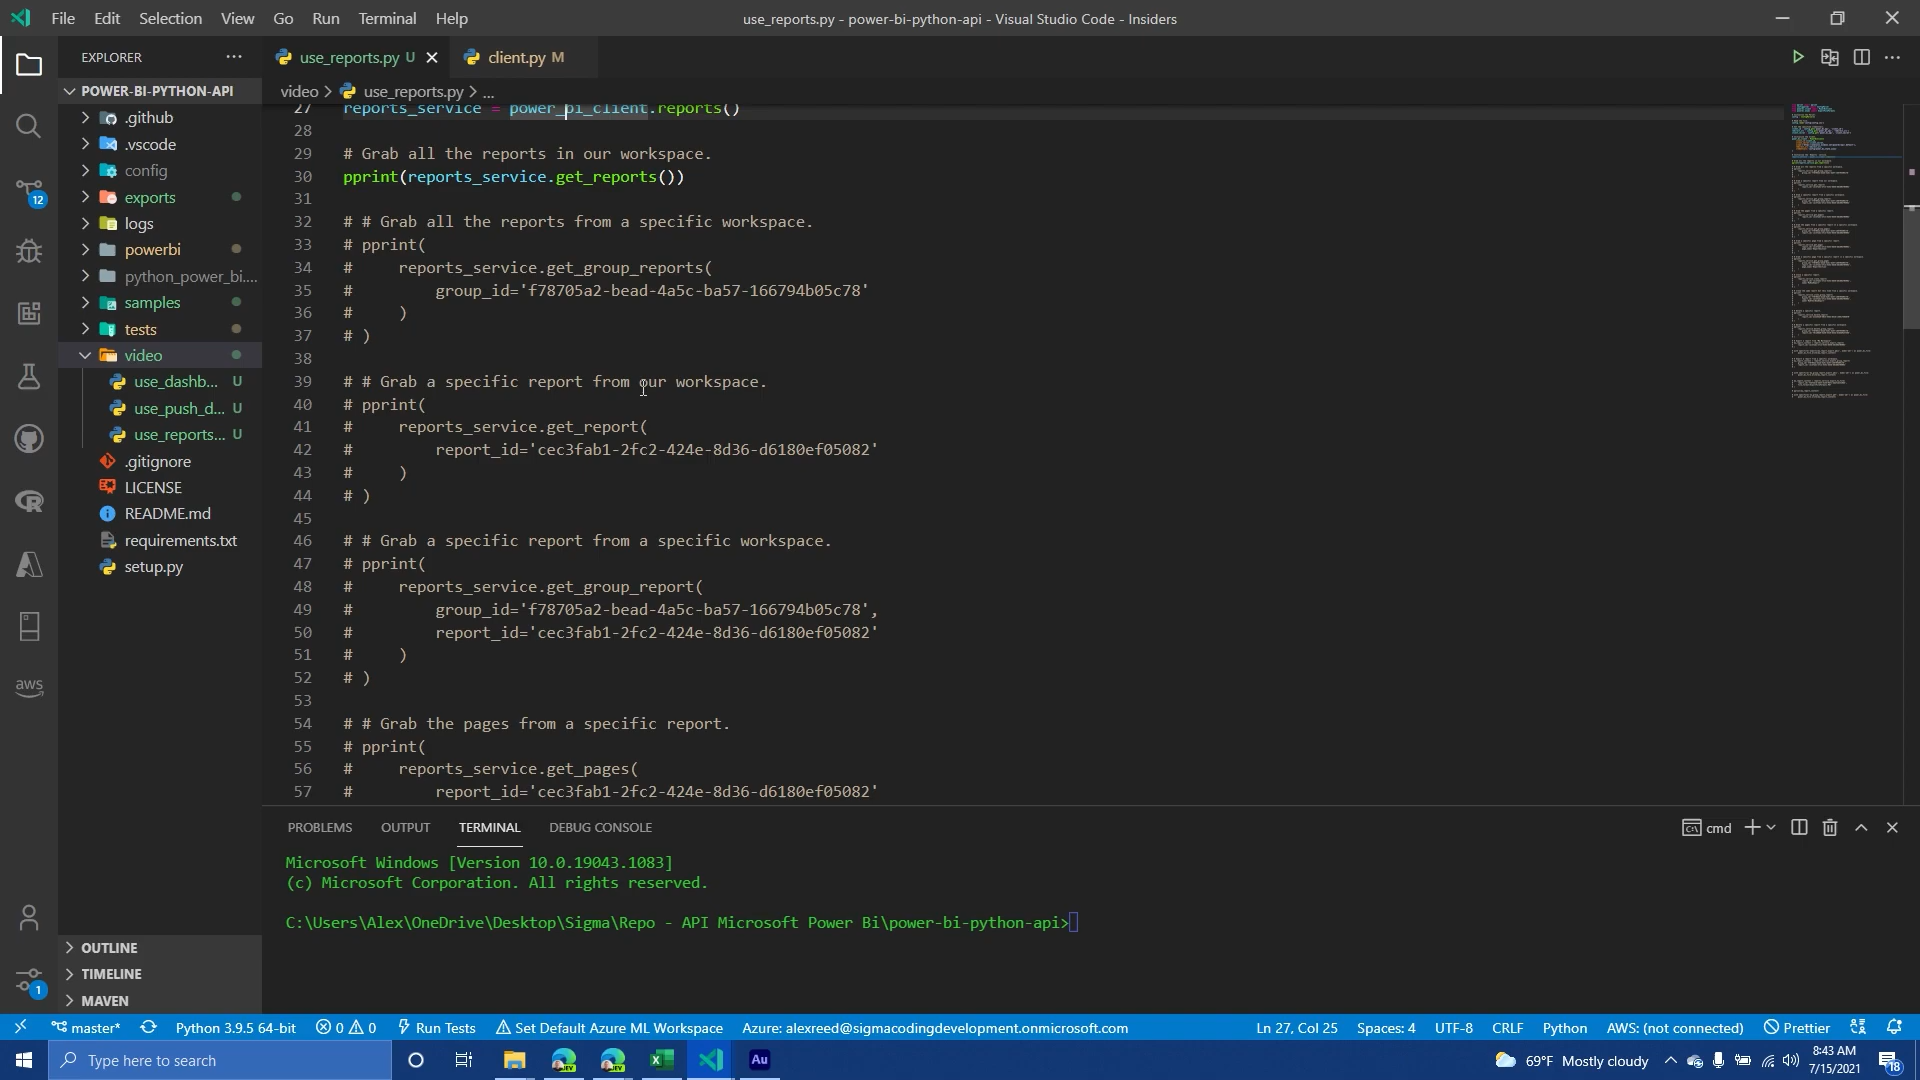 File Edit Selection View Go Run Terminal Help
use_reports.py - power-bi-python-api - Visual Studio Code - Insiders
EXPLORER
use_reports.py U
client.py M
POWER-BI-PYTHON-API
video > use_reports.py > ...
.github
.vscode
config
exports
logs
powerbi
python_power_bi....
samples
tests
video
use_dashb... U
use_push_d... U
use_reports... U
.gitignore
LICENSE
README.md
requirements.txt
setup.py
OUTLINE
TIMELINE
MAVEN
12
1
aws
27 reports_service = power_bi_client.reports()
28
29 # Grab all the reports in our workspace.
30 pprint(reports_service.get_reports())
31
32 # # Grab all the reports from a specific workspace.
33 # pprint(
34 #     reports_service.get_group_reports(
35 #         group_id='f78705a2-bead-4a5c-ba57-166794b05c78'
36 #     )
37 # )
38
39 # # Grab a specific report from our workspace.
40 # pprint(
41 #     reports_service.get_report(
42 #         report_id='cec3fab1-2fc2-424e-8d36-d6180ef05082'
43 #     )
44 # )
45
46 # # Grab a specific report from a specific workspace.
47 # pprint(
48 #     reports_service.get_group_report(
49 #         group_id='f78705a2-bead-4a5c-ba57-166794b05c78',
50 #         report_id='cec3fab1-2fc2-424e-8d36-d6180ef05082'
51 #     )
52 # )
53
54 # # Grab the pages from a specific report.
55 # pprint(
56 #     reports_service.get_pages(
57 #         report_id='cec3fab1-2fc2-424e-8d36-d6180ef05082'
PROBLEMS OUTPUT TERMINAL DEBUG CONSOLE
cmd
Microsoft Windows [Version 10.0.19043.1083]
(c) Microsoft Corporation. All rights reserved.
C:\Users\Alex\OneDrive\Desktop\Sigma\Repo - API Microsoft Power Bi\power-bi-python-api>
master* Python 3.9.5 64-bit 0 0 Run Tests Set Default Azure ML Workspace Azure: alexreed@sigmacodingdevelopment.onmicrosoft.com Ln 27, Col 25 Spaces: 4 UTF-8 CRLF Python AWS: (not connected) Prettier
Type here to search
DEV
DEV
Au
69°F Mostly cloudy
8:43 AM
7/15/2021
18